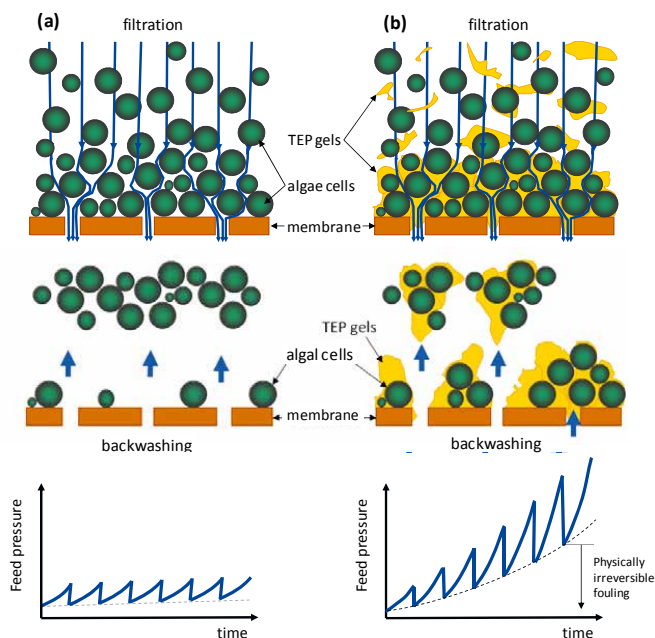 (a)
filtration
(b)
filtration
TEP gels
algae cells
membrane
TEP gels
algal cells
membrane
backwashing
backwashing
Feed pressure
time
Feed pressure
Physically
irreversible
fouling
time